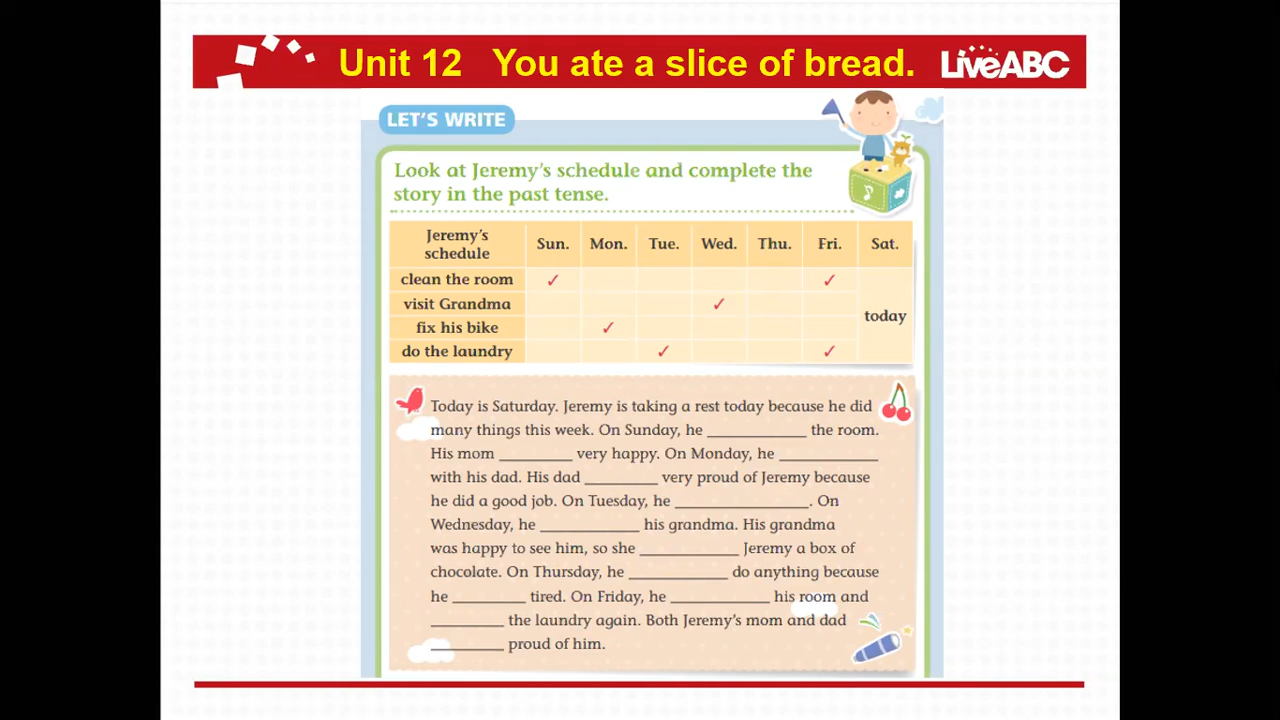 Unit 12 You ate a slice of bread. LiveABC
LET'S WRITE
Look at Jeremy's schedule and complete the
story in the past tense.
Jeremy's schedule Sun. Mon. Tue. Wed. Thu. Fri. Sat.
clean the room ✓ ✓
visit Grandma ✓
fix his bike ✓
do the laundry ✓ ✓
today
Today is Saturday. Jeremy is taking a rest today because he did
many things this week. On Sunday, he ____________ the room.
His mom _________ very happy. On Monday, he ____________
with his dad. His dad _________ very proud of Jeremy because
he did a good job. On Tuesday, he ________________. On
Wednesday, he ____________ his grandma. His grandma
was happy to see him, so she ____________ Jeremy a box of
chocolate. On Thursday, he ____________ do anything because
he _________ tired. On Friday, he ____________ his room and
_________ the laundry again. Both Jeremy's mom and dad
_________ proud of him.